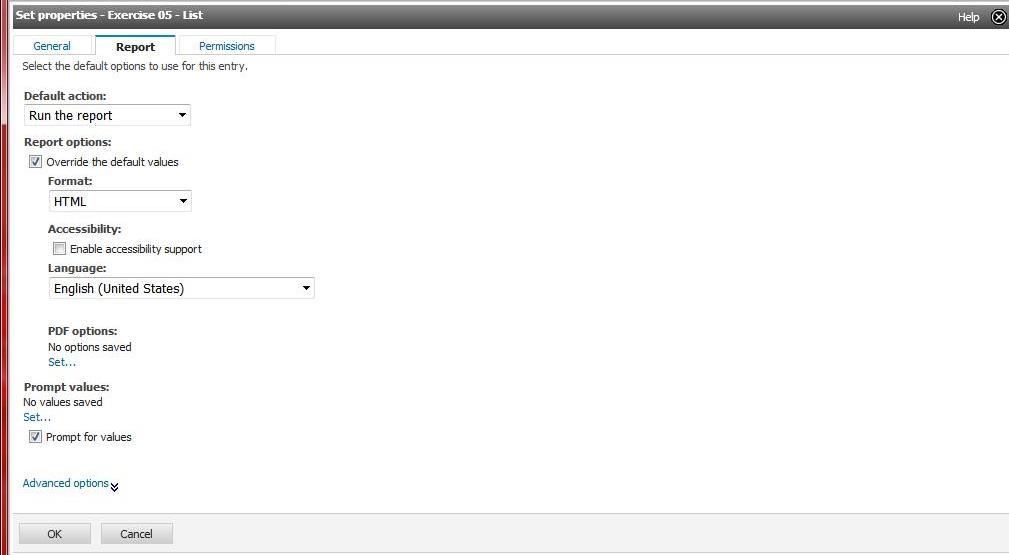 Set properties - Exercise 05 - List
Help
General Report Permissions
Select the default options to use for this entry.
Default action:
Run the report
Report options:
Override the default values
Format:
HTML
Accessibility:
Enable accessibility support
Language:
English (United States)
PDF options:
No options saved
Set...
Prompt values:
No values saved
Set...
Prompt for values
Advanced options
OK Cancel